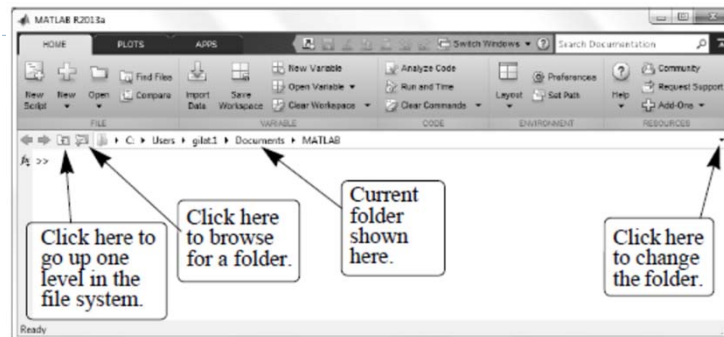 MATLAB R2013a
HOME PLOTS APPS Switch Windows Search Documentation
New Script
New
Open
Find Files
Compare
FILE
Import Data
Save Workspace
New Variable
Open Variable
Clear Workspace
VARIABLE
Analyze Code
Run and Time
Clear Commands
CODE
Layout
Preferences
Set Path
ENVIRONMENT
Help
Community
Request Support
Add-Ons
RESOURCES
C: Users gilat1 Documents MATLAB
fx >>
Click here to
go up one
level in the
file system.
Click here
to browse
for a folder.
Current
folder
shown
here.
Click here
to change
the folder.
Ready